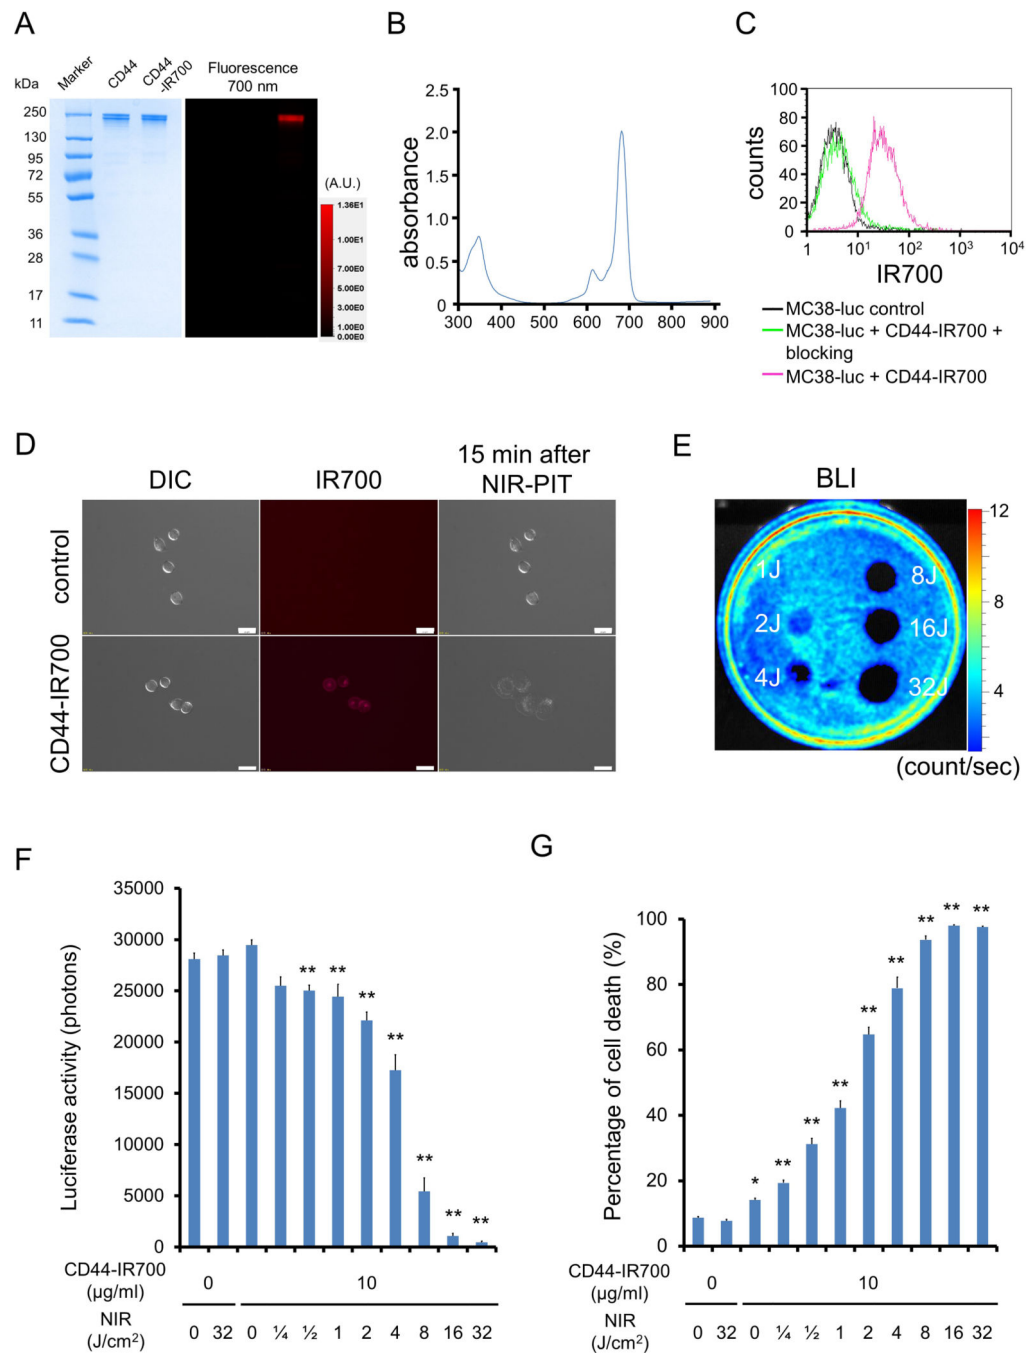 A
Marker
CD44
CD44
-IR700
Fluorescence
700 nm
kDa
250
130
95
72
55
36
28
17
11
(A.U.)
1.36E1
1.00E1
7.00E0
5.00E0
3.00E0
1.00E0
0.00E0
B
absorbance
2.5
2.0
1.5
1.0
0.5
0
300 400 500 600 700 800 900
C
counts
100
80
60
40
20
0
1 10¹ 10² 10³ 10⁴
IR700
MC38-luc control
MC38-luc + CD44-IR700 +
blocking
MC38-luc + CD44-IR700
D
DIC
IR700
15 min after
NIR-PIT
control
CD44-IR700
E
BLI
1J
2J
4J
8J
16J
32J
12
8
4
(count/sec)
F
Luciferase activity (photons)
35000
30000
25000
20000
15000
10000
5000
0
** ** ** ** ** ** **
CD44-IR700
(µg/ml)
0 10
NIR
(J/cm²)
0 32 0 ¼ ½ 1 2 4 8 16 32
G
Percentage of cell death (%)
100
80
60
40
20
0
* ** ** ** ** ** ** ** **
CD44-IR700
(µg/ml)
0 10
NIR
(J/cm²)
0 32 0 ¼ ½ 1 2 4 8 16 32